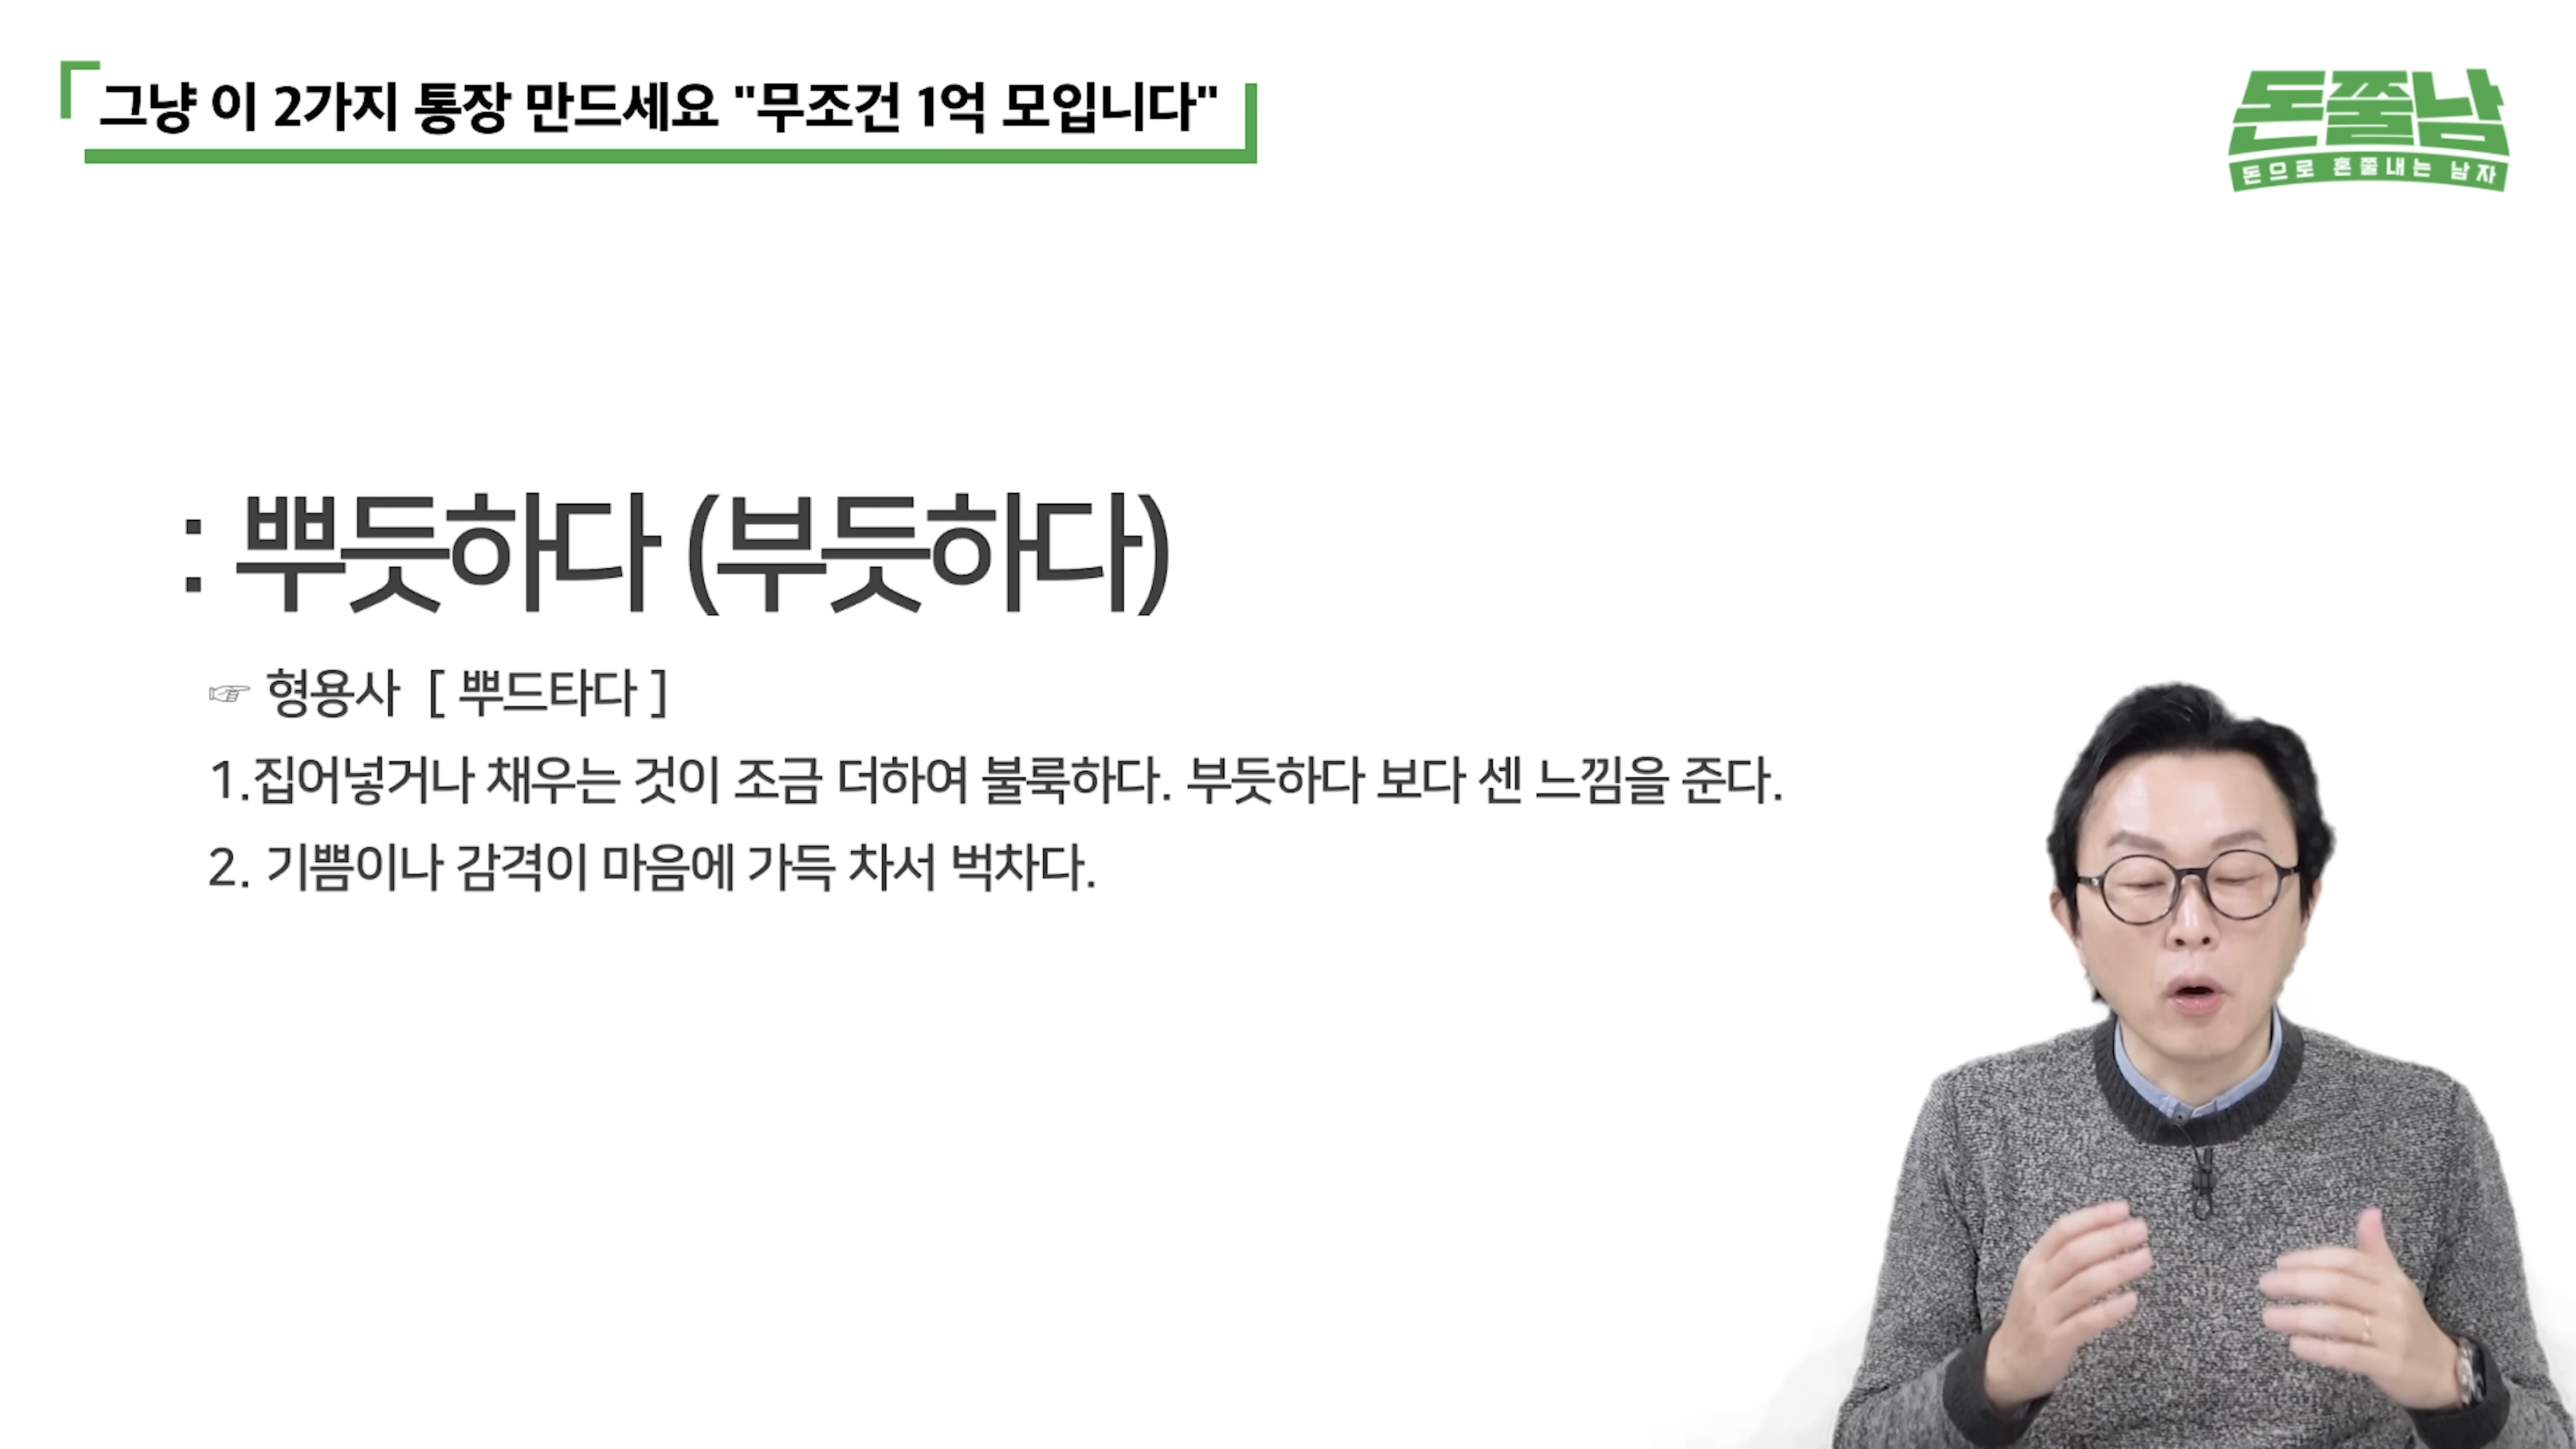 그냥 이 2가지 통장 만드세요 "무조건 1억 모입니다"
돈쭐남
돈으로 혼쭐내는 남자
: 뿌듯하다 (부듯하다)
☞ 형용사 [ 뿌드타다 ]
1.집어넣거나 채우는 것이 조금 더하여 불룩하다. 부듯하다 보다 센 느낌을 준다.
2. 기쁨이나 감격이 마음에 가득 차서 벅차다.